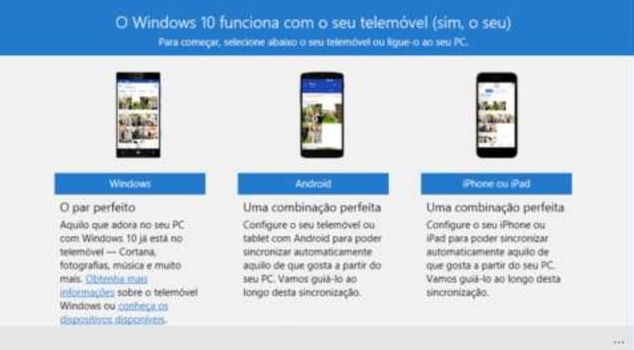 O Windows 10 funciona com o seu telemóvel (sim, o seu)
Para começar, selecione abaixo o seu telemóvel ou ligue-o ao seu PC.
Windows
O par perfeito
Aquilo que adora no seu PC
com Windows 10 já está no
telemóvel — Cortana,
fotografias, música e muito
mais. Obtenha mais
informações sobre o telemóvel
Windows ou conheça os
dispositivos disponíveis.
Android
Uma combinação perfeita
Configure o seu telemóvel ou
tablet com Android para poder
sincronizar automaticamente
aquilo de que gosta a partir do
seu PC. Vamos guiá-lo ao
longo desta sincronização.
iPhone ou iPad
Uma combinação perfeita
Configure o seu iPhone ou
iPad para poder sincronizar
automaticamente aquilo de
que gosta a partir do seu PC.
Vamos guiá-lo ao longo desta
sincronização.